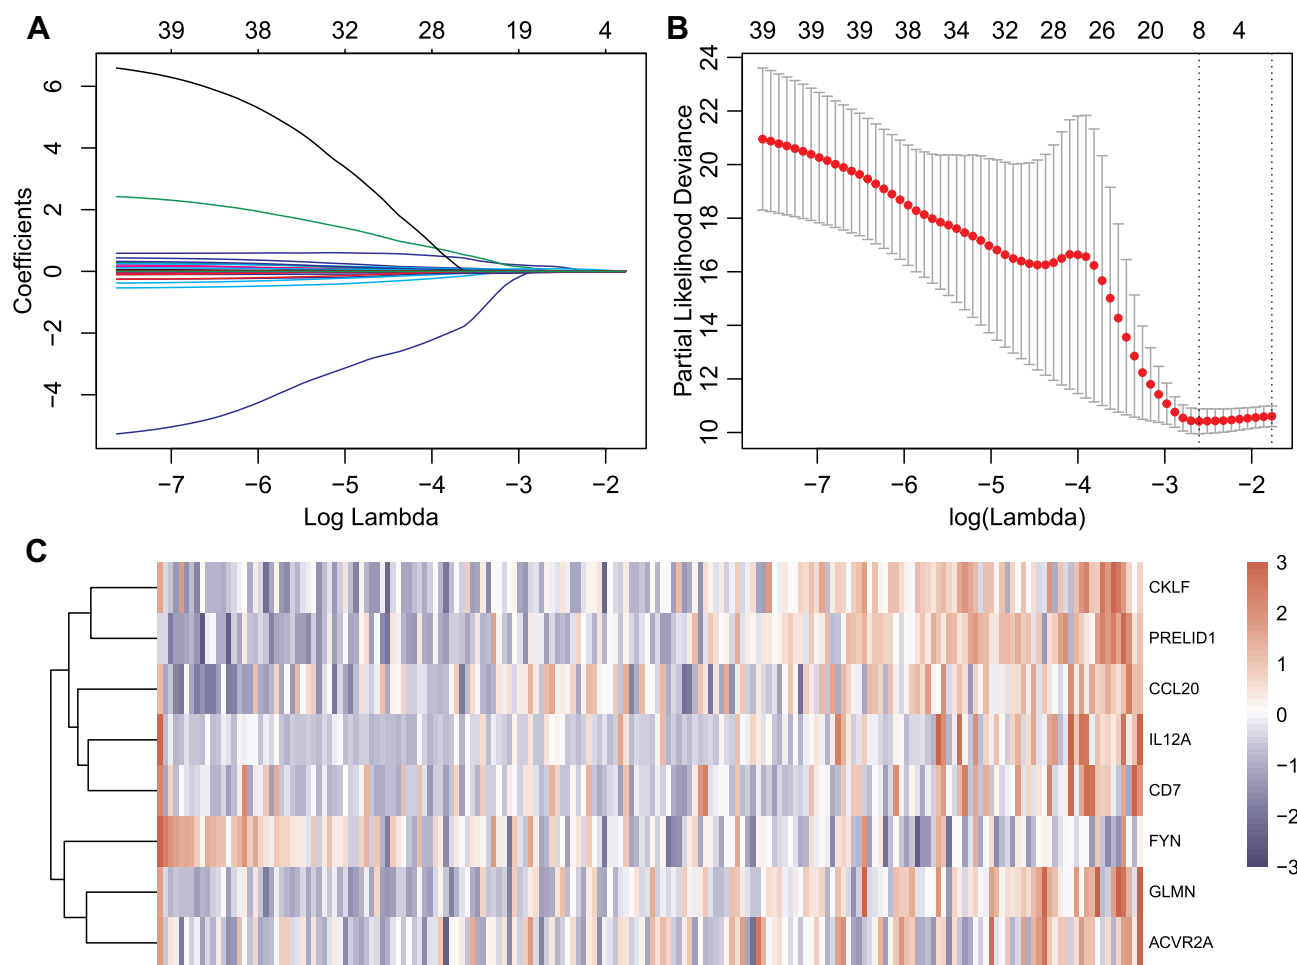 A
39 38 32 28 19 4
6
4
2
0
−2
−4
Coefficients
−7 −6 −5 −4 −3 −2
Log Lambda
B
39 39 39 38 34 32 28 26 20 8 4
24
22
20
18
16
14
12
10
Partial Likelihood Deviance
−7 −6 −5 −4 −3 −2
log(Lambda)
C
CKLF
PRELID1
CCL20
IL12A
CD7
FYN
GLMN
ACVR2A
3
2
1
0
−1
−2
−3